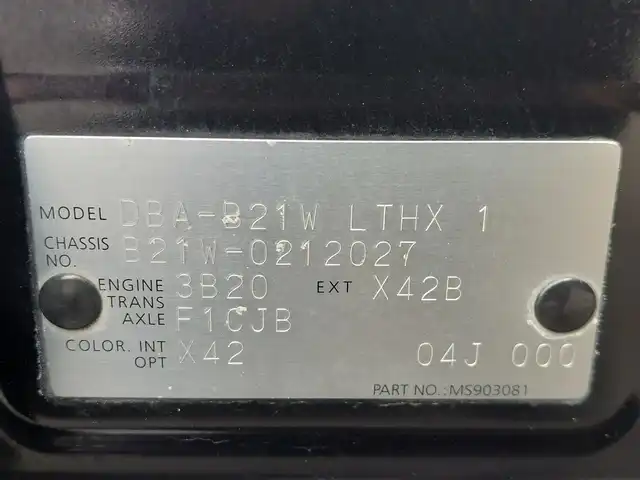 MODEL DBA-B21W LTHX 1
CHASSIS NO. B21W-0212027
ENGINE 3B20 EXT X42B
TRANS AXLE F1CJB
COLOR. INT OPT X42 04J 000
PART NO.:MS903081